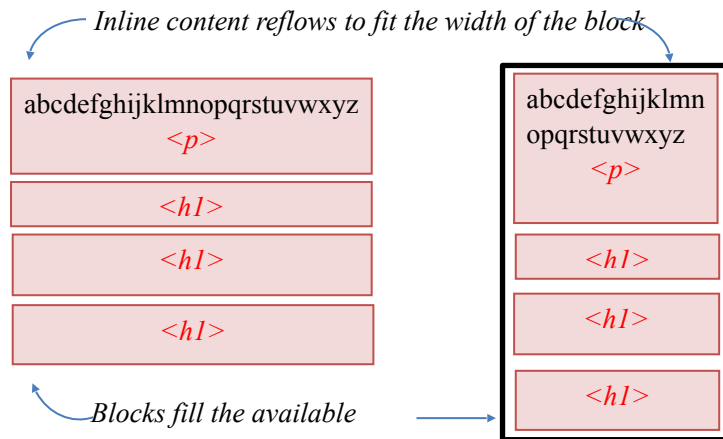 Inline content reflows to fit the width of the block
abcdefghijklmnopqrstuvwxyz
<p>
<h1>
<h1>
<h1>
abcdefghijklmn
opqrstuvwxyz
<p>
<h1>
<h1>
<h1>
Blocks fill the available